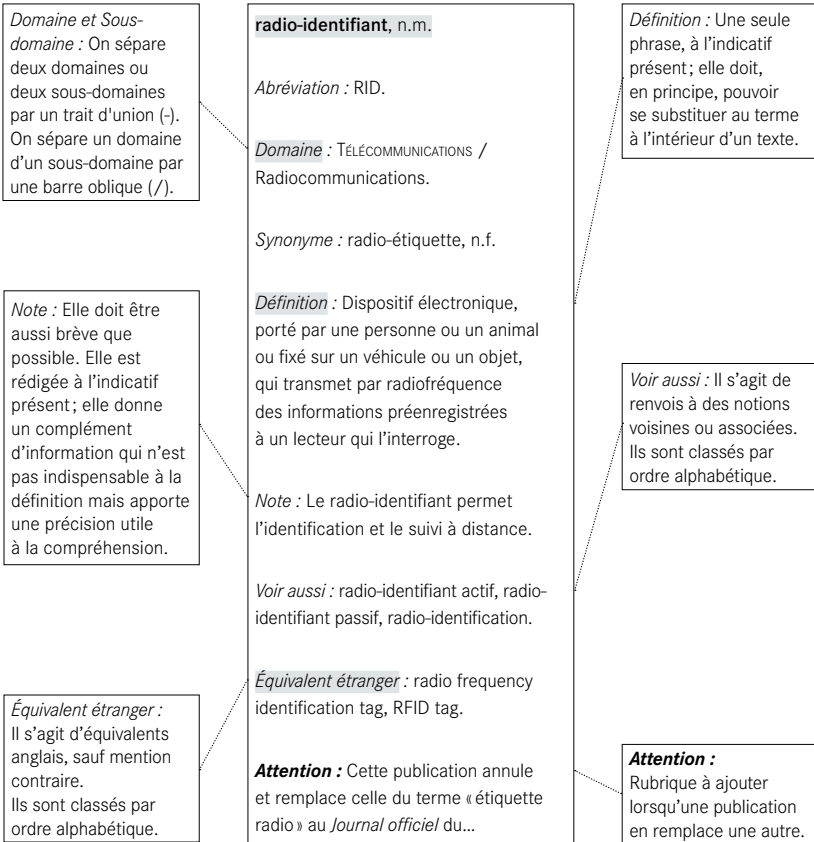 Domaine et Sous-
domaine : On sépare
deux domaines ou
deux sous-domaines
par un trait d'union (-).
On sépare un domaine
d'un sous-domaine par
une barre oblique (/).
Note : Elle doit être
aussi brève que
possible. Elle est
rédigée à l'indicatif
présent ; elle donne
un complément
d'information qui n'est
pas indispensable à la
définition mais apporte
une précision utile
à la compréhension.
Équivalent étranger :
Il s'agit d'équivalents
anglais, sauf mention
contraire.
Ils sont classés par
ordre alphabétique.
radio-identifiant, n.m.
Abréviation : RID.
Domaine : TÉLÉCOMMUNICATIONS /
Radiocommunications.
Synonyme : radio-étiquette, n.f.
Définition : Dispositif électronique,
porté par une personne ou un animal
ou fixé sur un véhicule ou un objet,
qui transmet par radiofréquence
des informations préenregistrées
à un lecteur qui l'interroge.
Note : Le radio-identifiant permet
l'identification et le suivi à distance.
Voir aussi : radio-identifiant actif, radio-
identifiant passif, radio-identification.
Équivalent étranger : radio frequency
identification tag, RFID tag.
Attention : Cette publication annule
et remplace celle du terme « étiquette
radio » au Journal officiel du...
Définition : Une seule
phrase, à l'indicatif
présent ; elle doit,
en principe, pouvoir
se substituer au terme
à l'intérieur d'un texte.
Voir aussi : Il s'agit de
renvois à des notions
voisines ou associées.
Ils sont classés par
ordre alphabétique.
Attention :
Rubrique à ajouter
lorsqu'une publication
en remplace une autre.